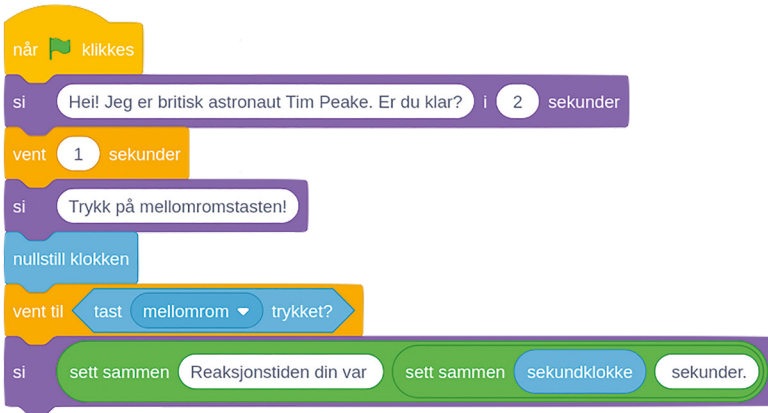 når klikkes
si Hei! Jeg er britisk astronaut Tim Peake. Er du klar? i 2 sekunder
vent 1 sekunder
si Trykk på mellomromstasten!
nullstill klokken
vent til tast mellomrom trykket?
si sett sammen Reaksjonstiden din var sett sammen sekundklokke sekunder.